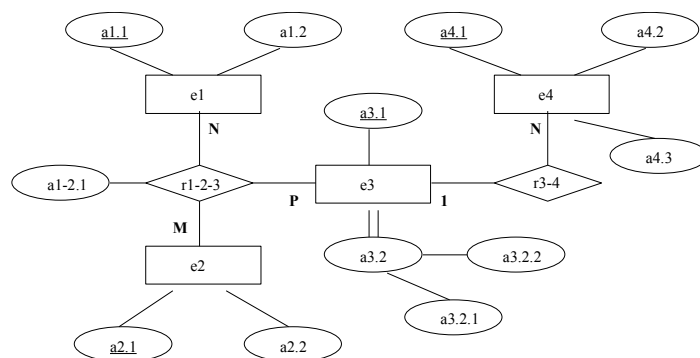 a1.1
a1.2
a4.1
a4.2
e1
e4
a3.1
N
N
a4.3
a1-2.1
r1-2-3
e3
r3-4
P
1
M
e2
a3.2
a3.2.2
a3.2.1
a2.1
a2.2